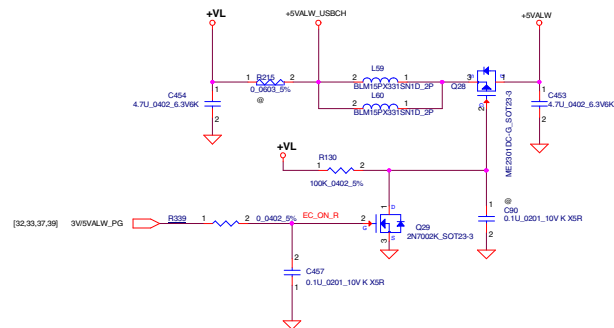 +VL
+5VALW_USBCH
+5VALW
1 R215 2
0_0603_5%
@
C454
4.7U_0402_6.3V6K
1
2
1 L59 2
BLM15PX331SN1D_2P
1 L60 2
BLM15PX331SN1D_2P
3 1
S D
G
2
Q28
ME2301DC-G_SOT23-3
1
2
C453
4.7U_0402_6.3V6K
+VL
1 R130 2
100K_0402_5%
[32,33,37,39] 3V/5VALW_PG
R339 1 2
0_0402_5%
EC_ON_R
2
G
1
D
3
S
Q29
2N7002K_SOT23-3
@
1
2
C90
0.1U_0201_10V K X5R
2
1
C457
0.1U_0201_10V K X5R